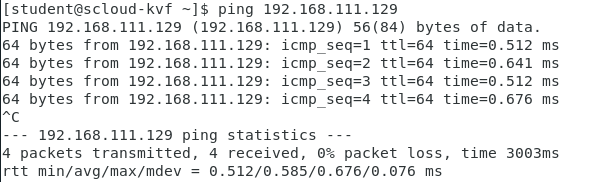 [student@scloud-kvf ~]$ ping 192.168.111.129
PING 192.168.111.129 (192.168.111.129) 56(84) bytes of data.
64 bytes from 192.168.111.129: icmp_seq=1 ttl=64 time=0.512 ms
64 bytes from 192.168.111.129: icmp_seq=2 ttl=64 time=0.641 ms
64 bytes from 192.168.111.129: icmp_seq=3 ttl=64 time=0.512 ms
64 bytes from 192.168.111.129: icmp_seq=4 ttl=64 time=0.676 ms
^C
--- 192.168.111.129 ping statistics ---
4 packets transmitted, 4 received, 0% packet loss, time 3003ms
rtt min/avg/max/mdev = 0.512/0.585/0.676/0.076 ms